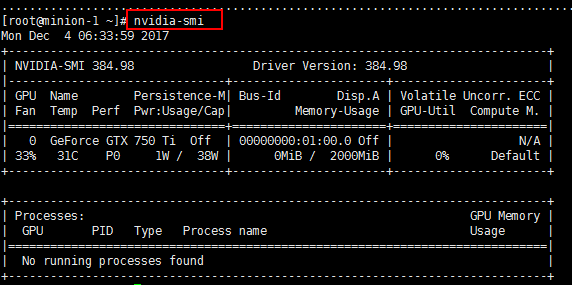 [root@minion-1 ~]# nvidia-smi
Mon Dec  4 06:33:59 2017
+-----------------------------------------------------------------------------+
| NVIDIA-SMI 384.98                 Driver Version: 384.98                    |
|-------------------------------+----------------------+----------------------+
| GPU  Name        Persistence-M| Bus-Id        Disp.A | Volatile Uncorr. ECC |
| Fan  Temp  Perf  Pwr:Usage/Cap|         Memory-Usage | GPU-Util  Compute M. |
|===============================+======================+======================|
|   0  GeForce GTX 750 Ti  Off  | 00000000:01:00.0 Off |                  N/A |
| 33%   31C    P0     1W /  38W |      0MiB /  2000MiB |      0%      Default |
+-------------------------------+----------------------+----------------------+
+-----------------------------------------------------------------------------+
| Processes:                                                       GPU Memory |
|  GPU       PID   Type   Process name                             Usage      |
|=============================================================================|
|  No running processes found                                                 |
+-----------------------------------------------------------------------------+